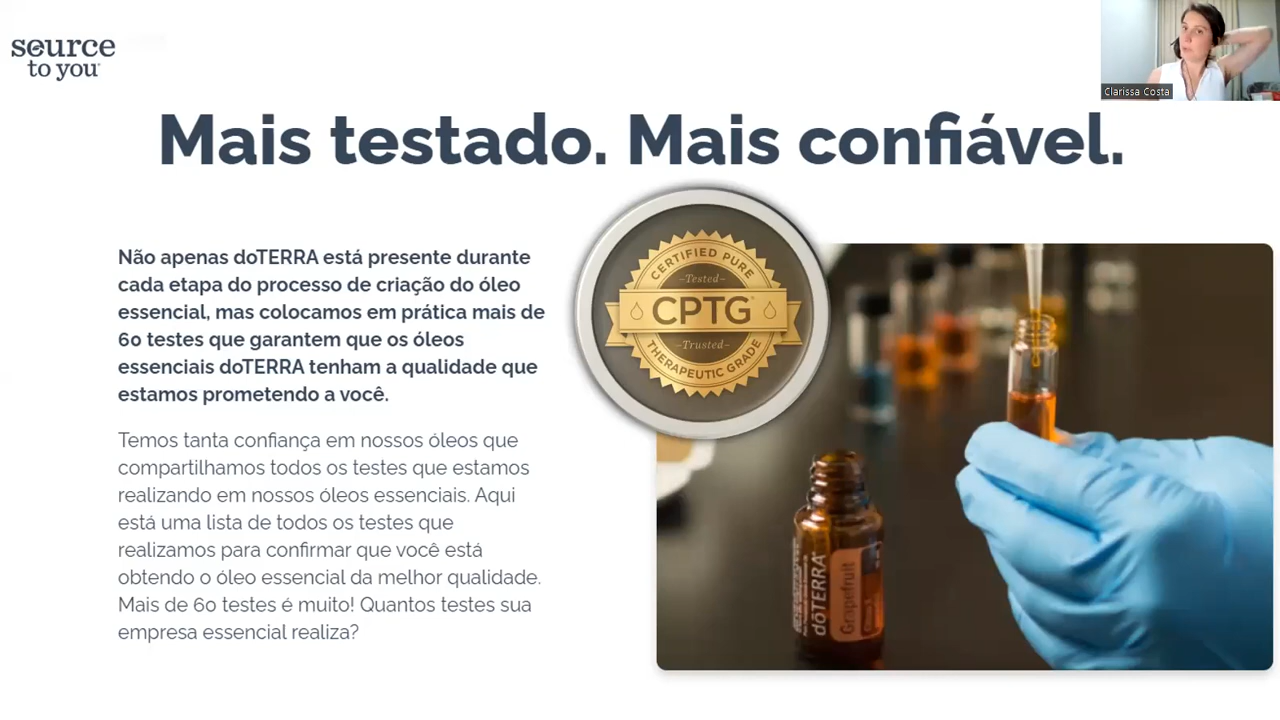 source
to you
Clarissa Costa
Mais testado. Mais confiável.
Não apenas doTERRA está presente durante
cada etapa do processo de criação do óleo
essencial, mas colocamos em prática mais de
60 testes que garantem que os óleos
essenciais doTERRA tenham a qualidade que
estamos prometendo a você.
Temos tanta confiança em nossos óleos que
compartilhamos todos os testes que estamos
realizando em nossos óleos essenciais. Aqui
está uma lista de todos os testes que
realizamos para confirmar que você está
obtendo o óleo essencial da melhor qualidade.
Mais de 60 testes é muito! Quantos testes sua
empresa essencial realiza?
CERTIFIED PURE
–Tested–
CPTG
–Trusted–
THERAPEUTIC GRADE
dōTERRA
Grapefruit